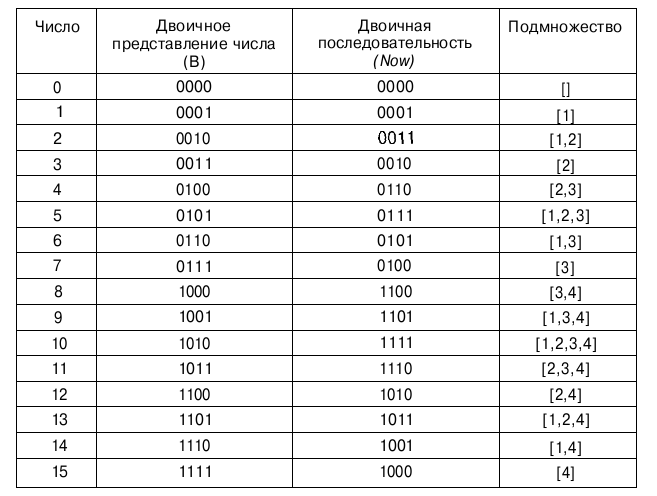 Число Двоичное представление числа (B) Двоичная последовательность (Now) Подмножество
0 0000 0000 []
1 0001 0001 [1]
2 0010 0011 [1,2]
3 0011 0010 [2]
4 0100 0110 [2,3]
5 0101 0111 [1,2,3]
6 0110 0101 [1,3]
7 0111 0100 [3]
8 1000 1100 [3,4]
9 1001 1101 [1,3,4]
10 1010 1111 [1,2,3,4]
11 1011 1110 [2,3,4]
12 1100 1010 [2,4]
13 1101 1011 [1,2,4]
14 1110 1001 [1,4]
15 1111 1000 [4]